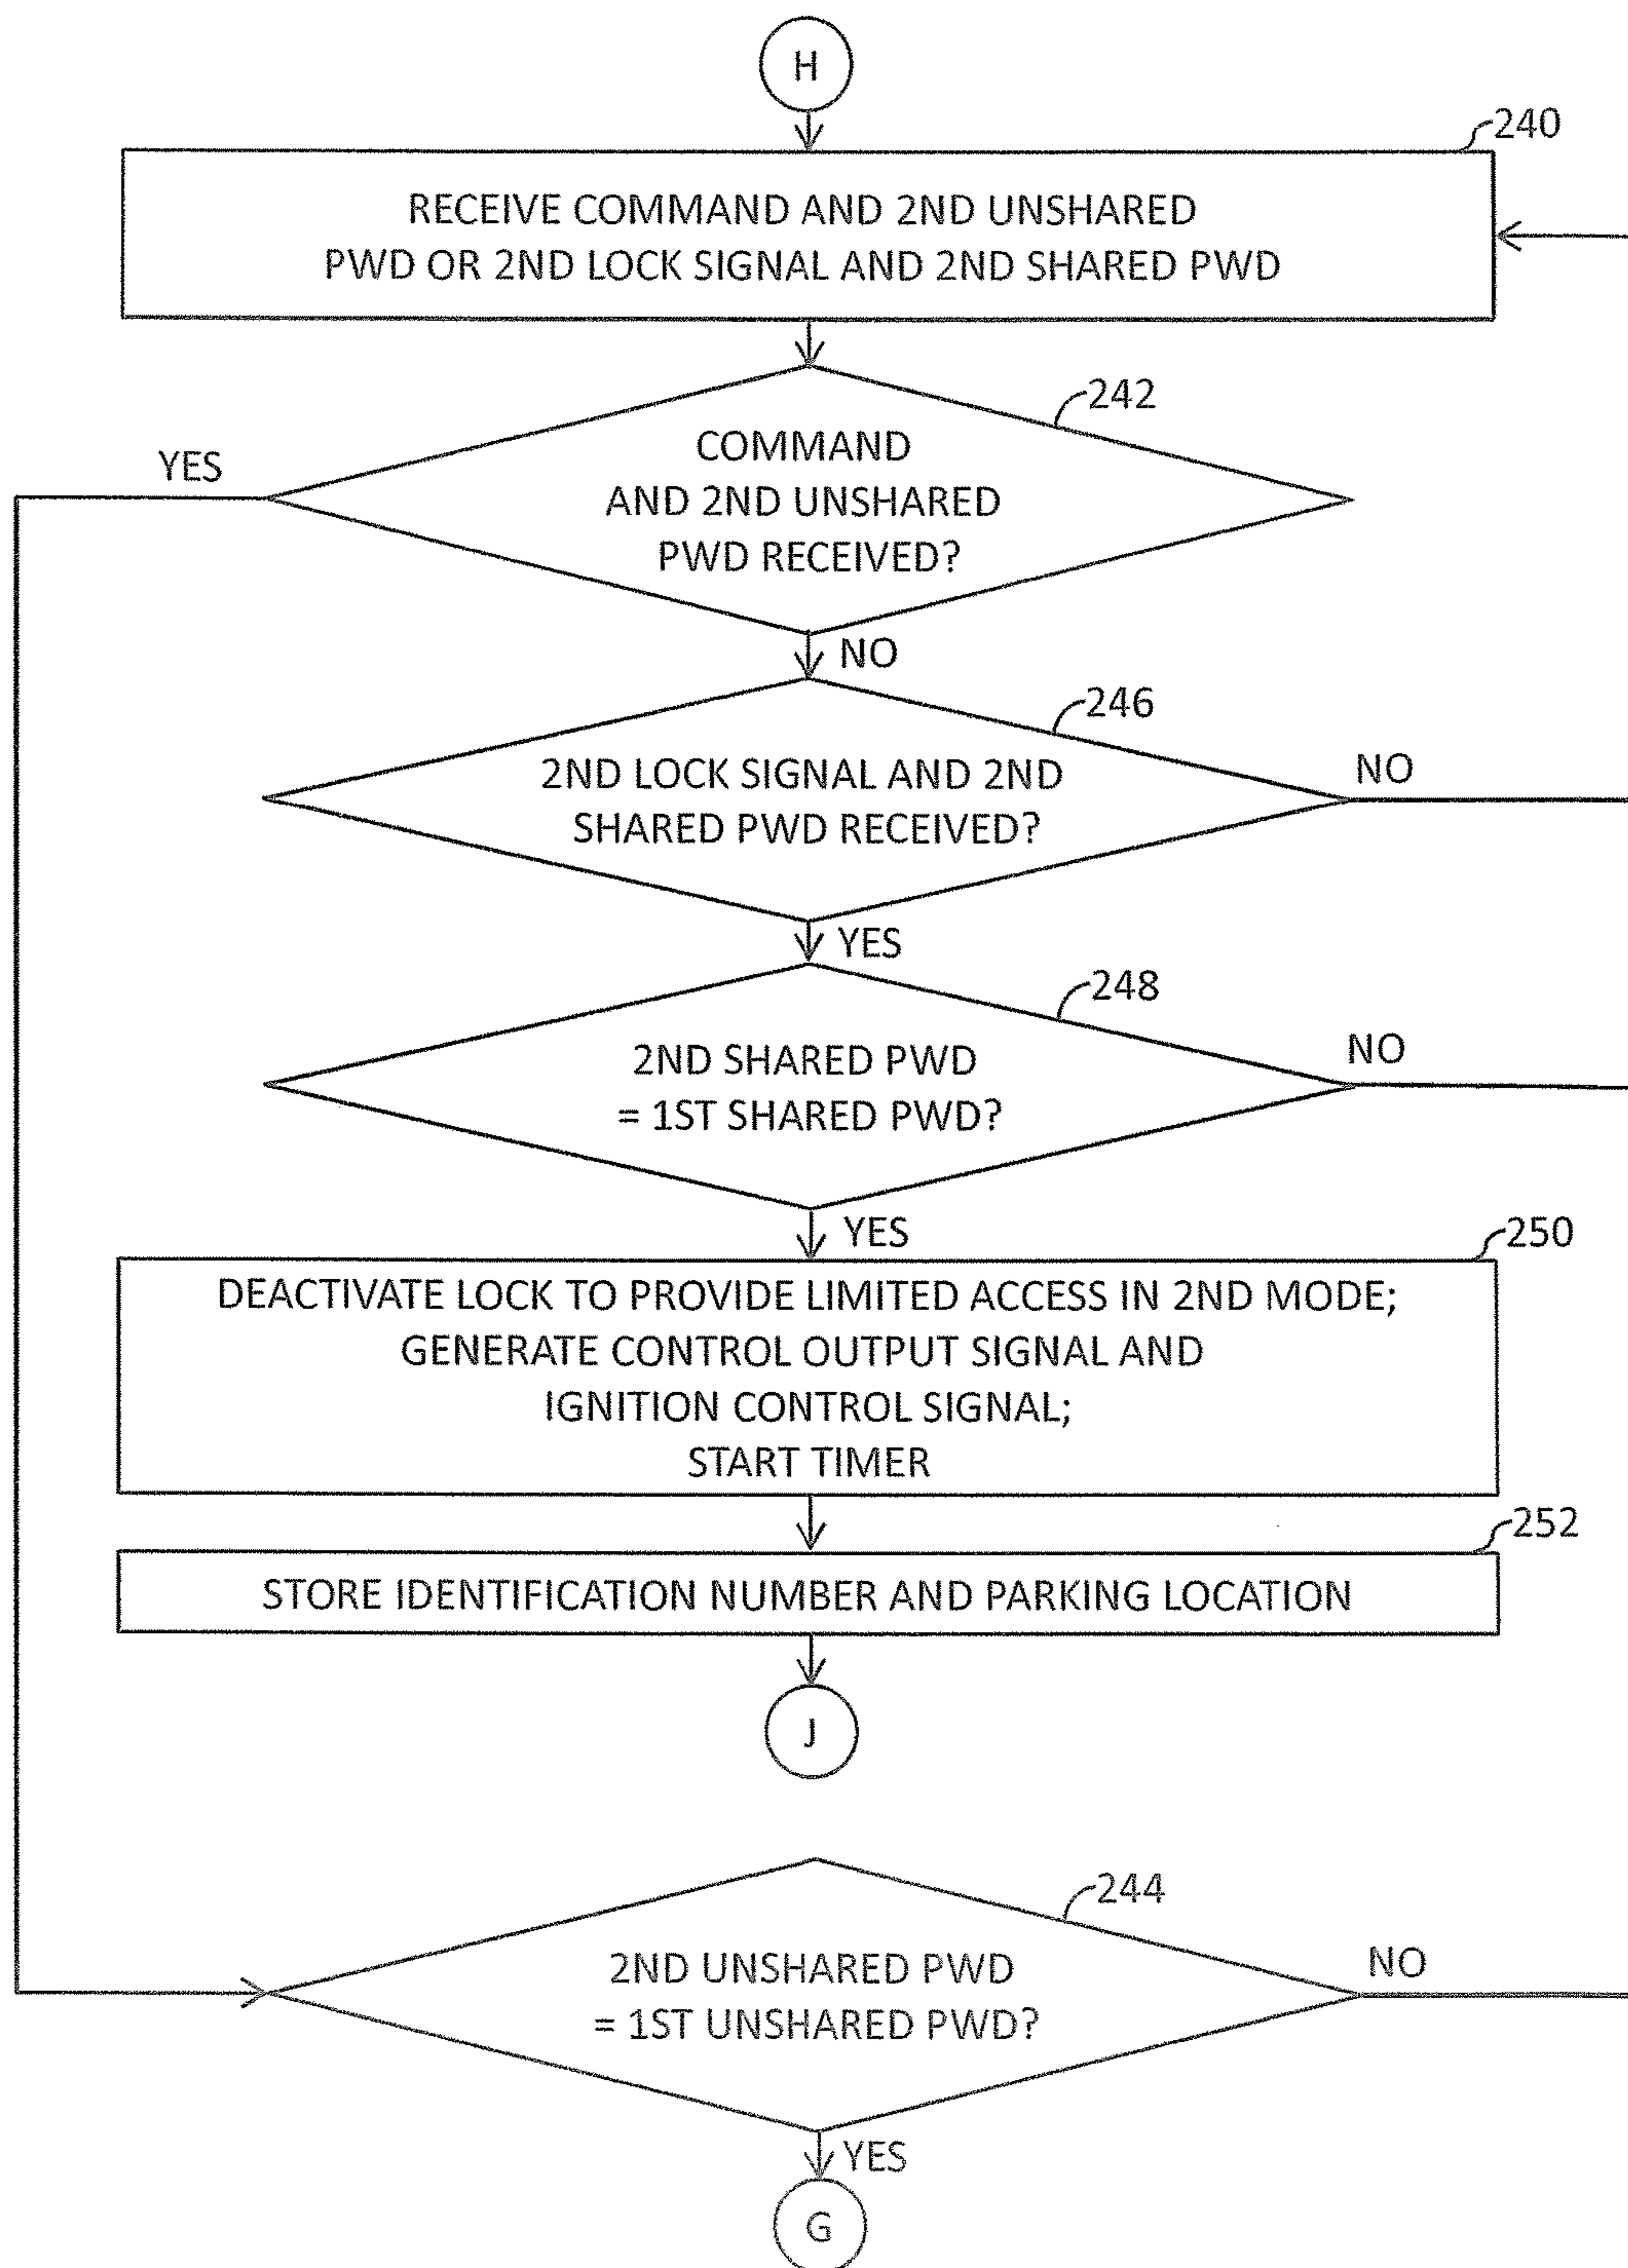 H
240
RECEIVE COMMAND AND 2ND UNSHARED
PWD OR 2ND LOCK SIGNAL AND 2ND SHARED PWD
242
YES
COMMAND
AND 2ND UNSHARED
PWD RECEIVED?
NO
246
2ND LOCK SIGNAL AND 2ND
SHARED PWD RECEIVED?
NO
YES
248
2ND SHARED PWD
= 1ST SHARED PWD?
NO
YES
250
DEACTIVATE LOCK TO PROVIDE LIMITED ACCESS IN 2ND MODE;
GENERATE CONTROL OUTPUT SIGNAL AND
IGNITION CONTROL SIGNAL;
START TIMER
252
STORE IDENTIFICATION NUMBER AND PARKING LOCATION
J
244
2ND UNSHARED PWD
= 1ST UNSHARED PWD?
NO
YES
G